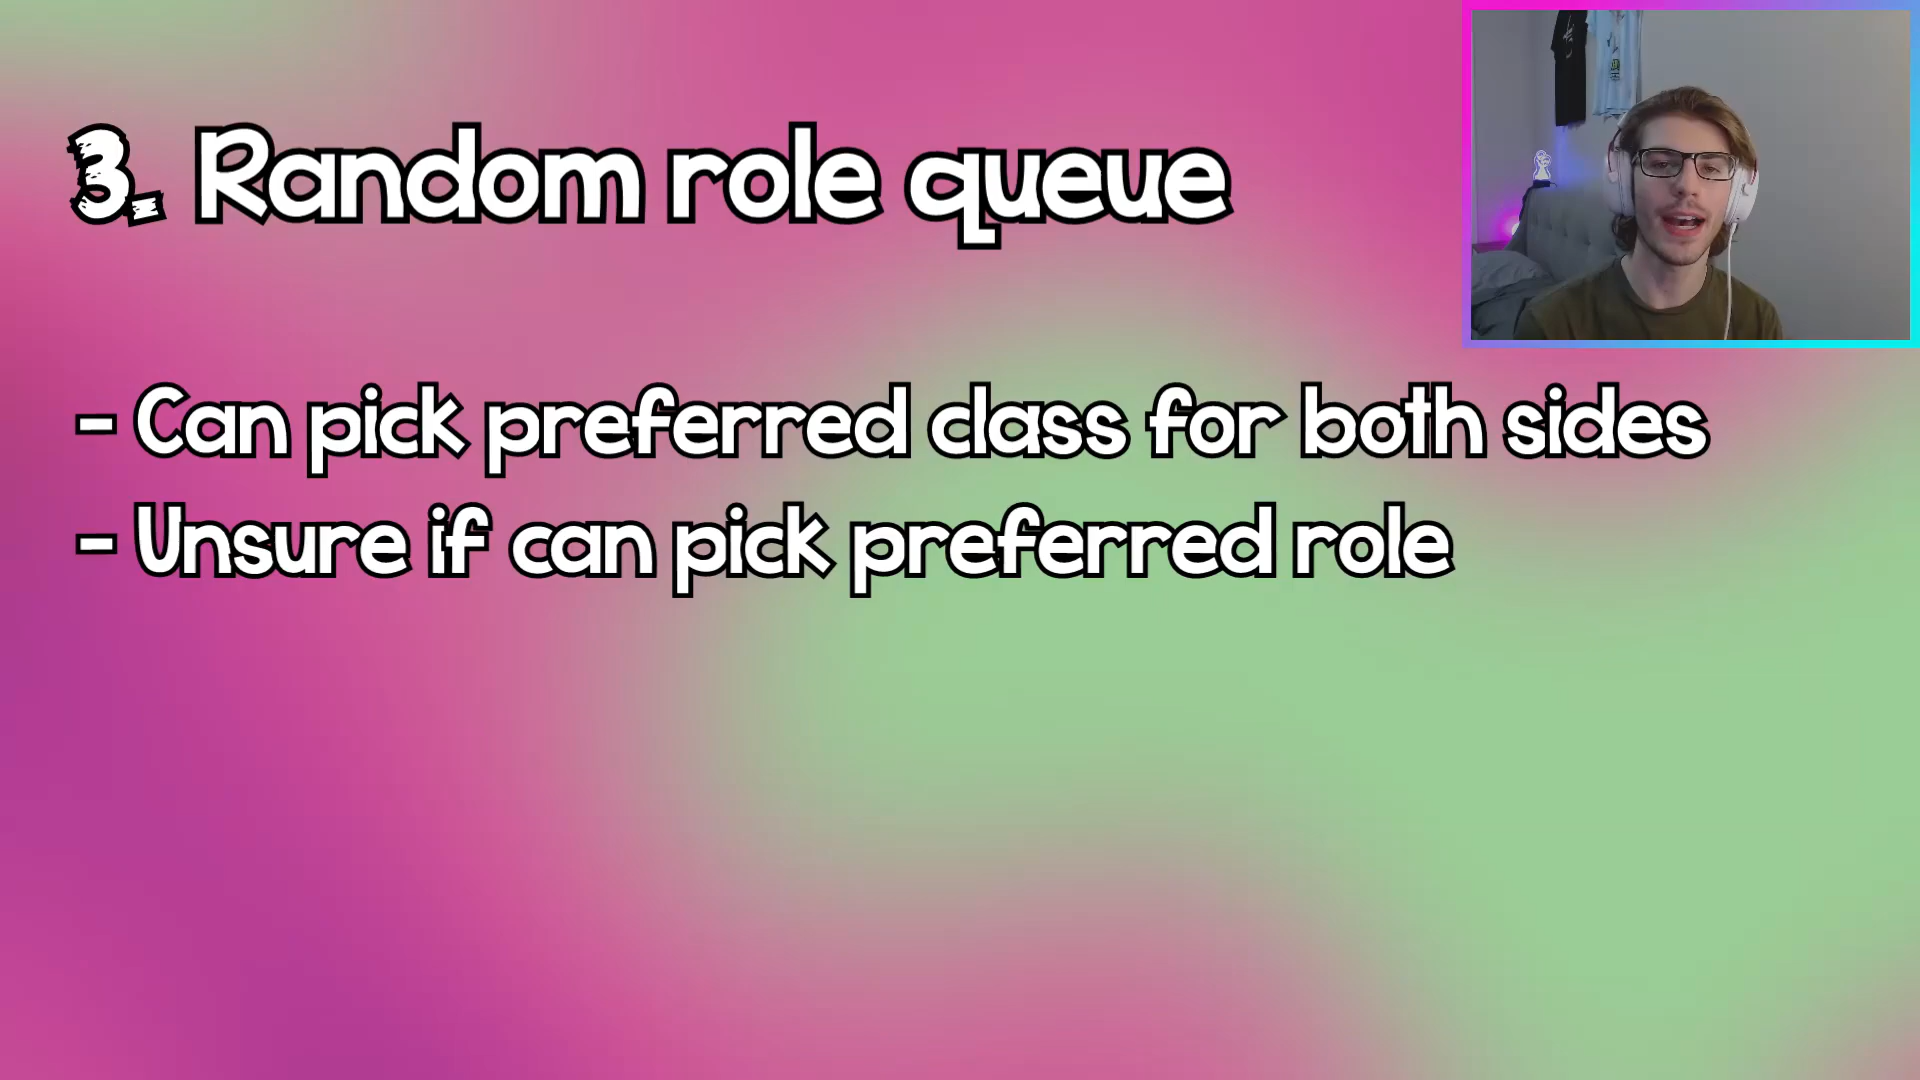 3. Random role queue
- Can pick preferred class for both sides
- Unsure if can pick preferred role